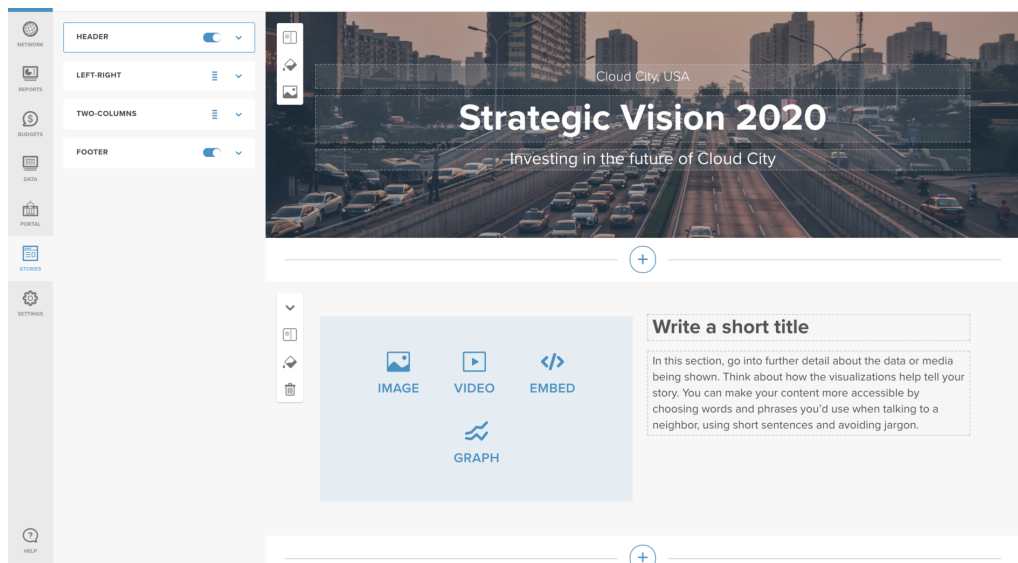 NETWORK
REPORTS
BUDGETS
DATA
PORTAL
STORIES
SETTINGS
HELP
HEADER
LEFT-RIGHT
TWO-COLUMNS
FOOTER
Cloud City, USA
Strategic Vision 2020
Investing in the future of Cloud City
IMAGE
VIDEO
EMBED
GRAPH
Write a short title
In this section, go into further detail about the data or media
being shown. Think about how the visualizations help tell your
story. You can make your content more accessible by
choosing words and phrases you'd use when talking to a
neighbor, using short sentences and avoiding jargon.